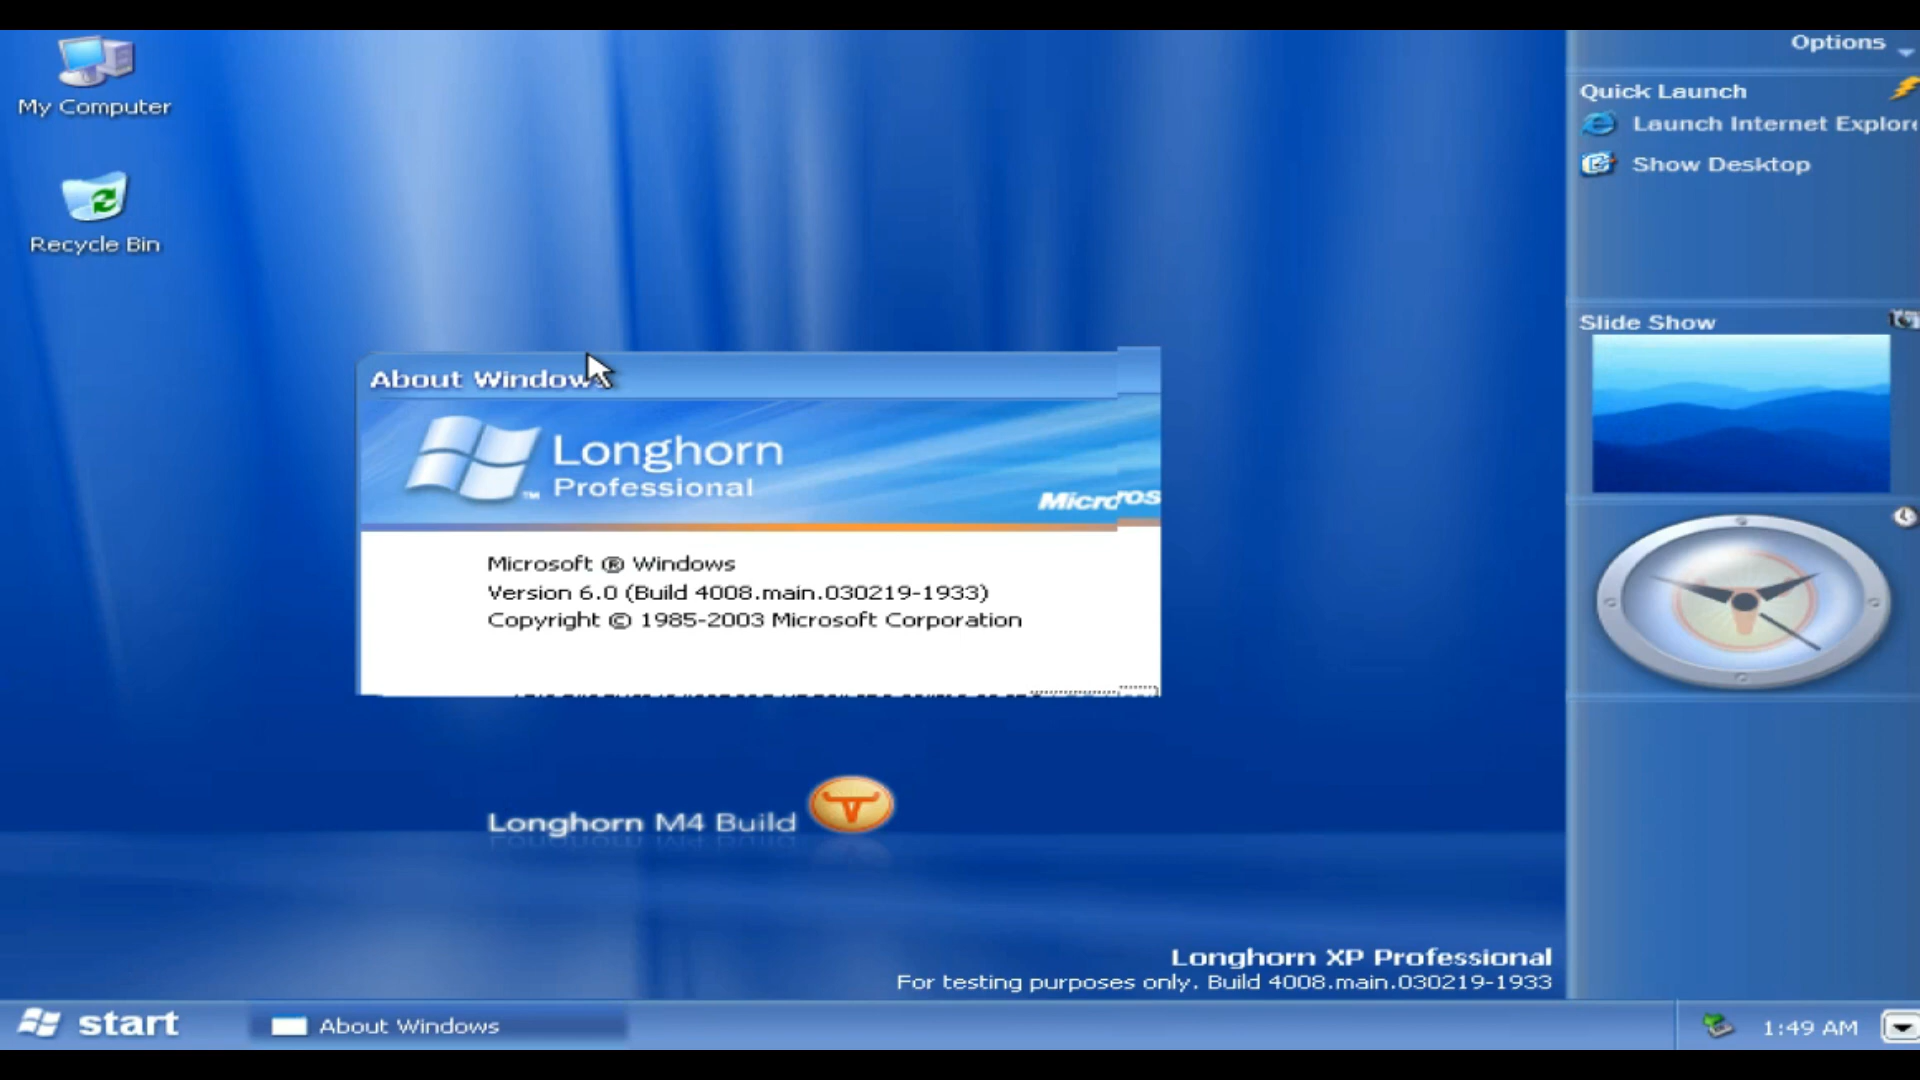 My Computer
Recycle Bin
About Windows
Longhorn
Professional
Microsoft ® Windows
Version 6.0 (Build 4008.main.030219-1933)
Copyright © 1985-2003 Microsoft Corporation
Longhorn M4 Build
Longhorn XP Professional
For testing purposes only. Build 4008.main.030219-1933
Options
Quick Launch
Launch Internet Explore
Show Desktop
Slide Show
start
About Windows
1:49 AM